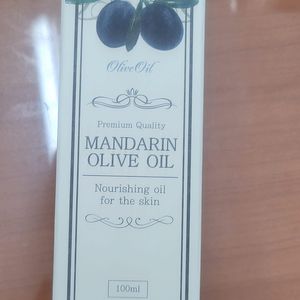 Olive Oil
Premium Quality
MANDARIN
OLIVE OIL
Nourishing oil
for the skin
100ml